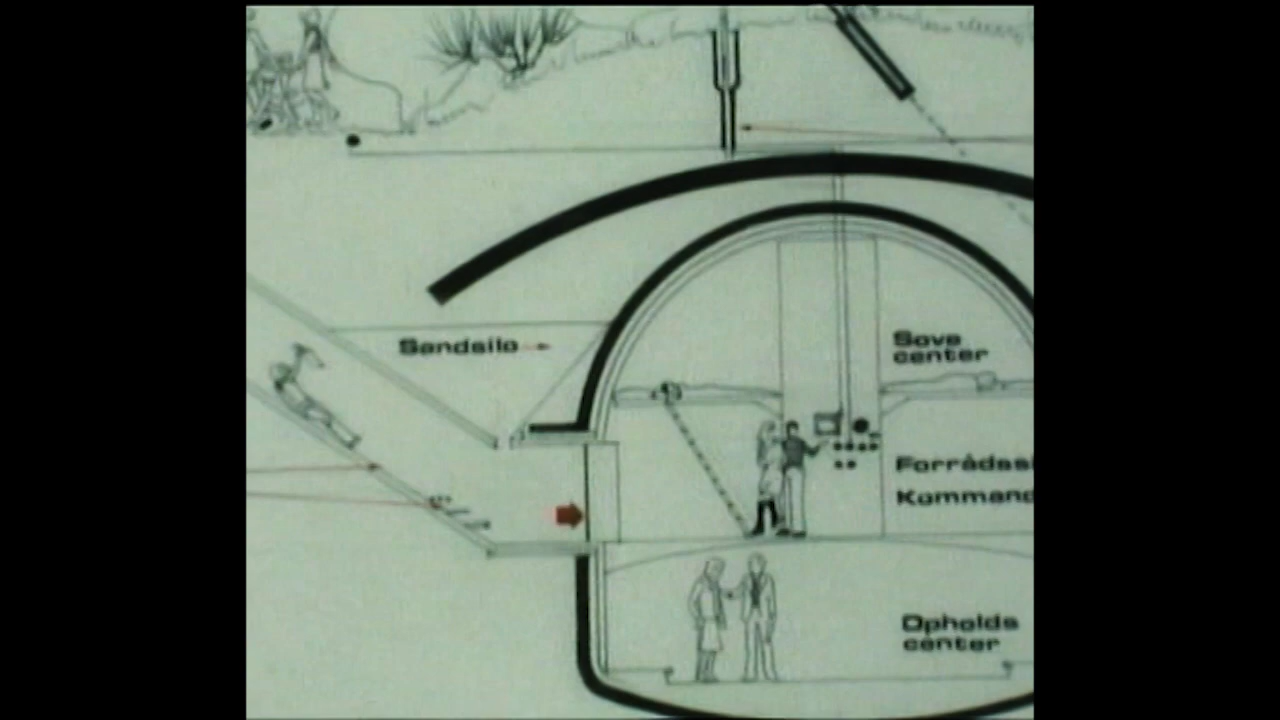 Sandsilo
Sove
center
Forrådss
Kommand
Opholds
center